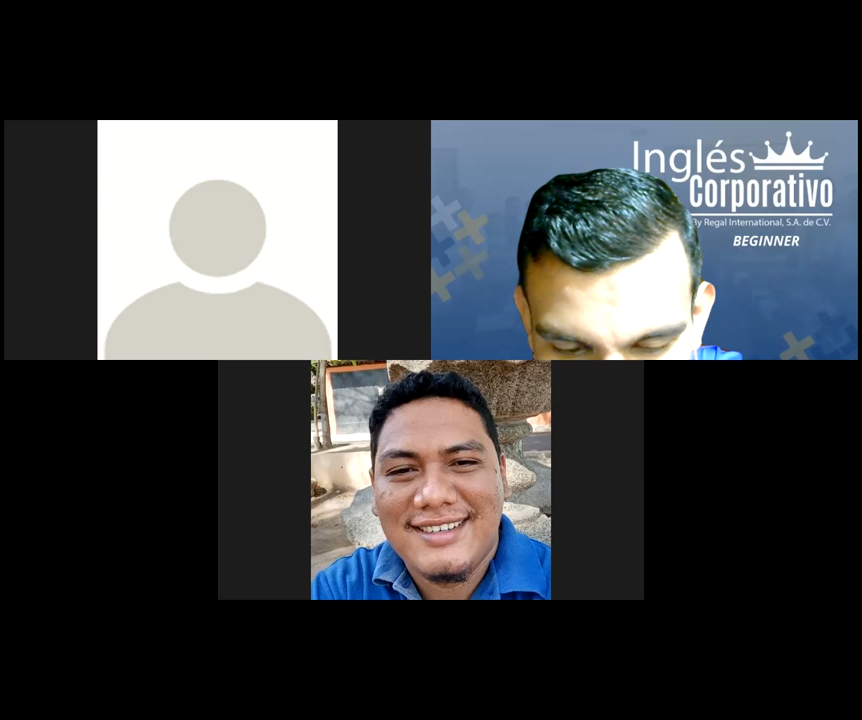 Inglés
Corporativo
By Regal International, S.A. de C.V.
BEGINNER